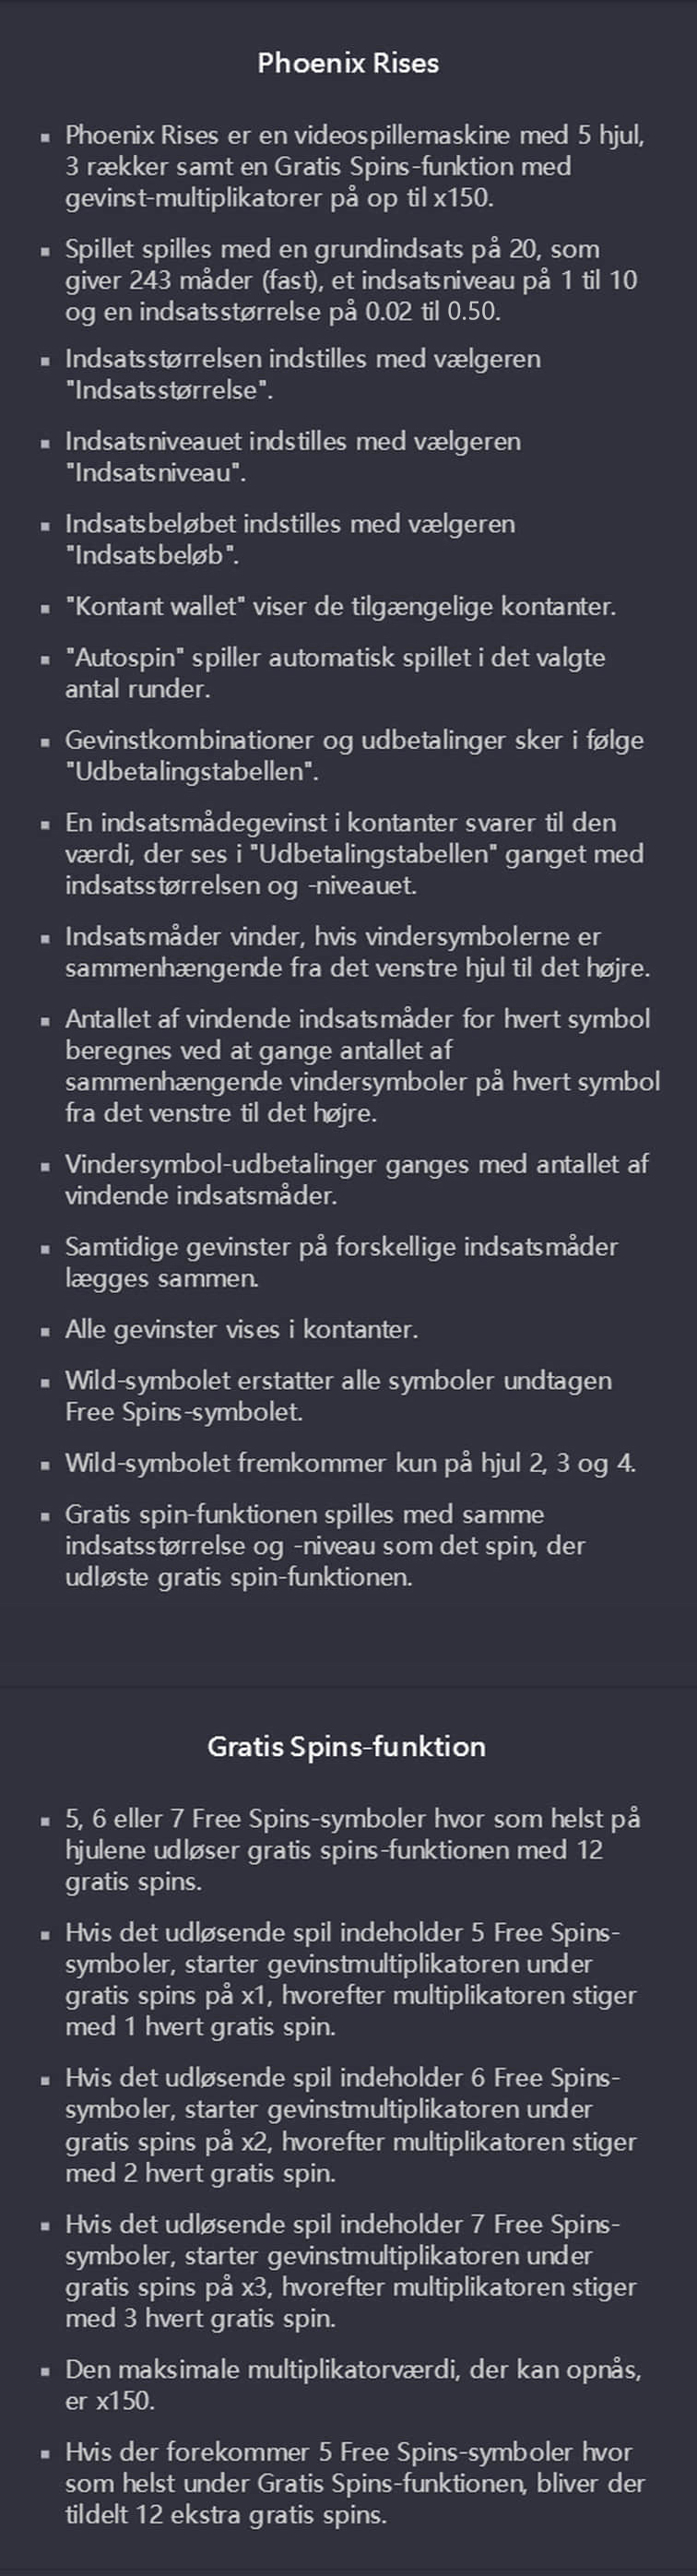 Phoenix Rises
▪ Phoenix Rises er en videospillemaskine med 5 hjul,
3 rækker samt en Gratis Spins-funktion med
gevinst-multiplikatorer på op til x150.
▪ Spillet spilles med en grundindsats på 20, som
giver 243 måder (fast), et indsatsniveau på 1 til 10
og en indsatsstørrelse på 0.02 til 0.50.
▪ Indsatsstørrelsen indstilles med vælgeren
"Indsatsstørrelse".
▪ Indsatsniveauet indstilles med vælgeren
"Indsatsniveau".
▪ Indsatsbeløbet indstilles med vælgeren
"Indsatsbeløb".
▪ "Kontant wallet" viser de tilgængelige kontanter.
▪ "Autospin" spiller automatisk spillet i det valgte
antal runder.
▪ Gevinstkombinationer og udbetalinger sker i følge
"Udbetalingstabellen".
▪ En indsatsmådegevinst i kontanter svarer til den
værdi, der ses i "Udbetalingstabellen" ganget med
indsatsstørrelsen og -niveauet.
▪ Indsatsmåder vinder, hvis vindersymbolerne er
sammenhængende fra det venstre hjul til det højre.
▪ Antallet af vindende indsatsmåder for hvert symbol
beregnes ved at gange antallet af
sammenhængende vindersymboler på hvert symbol
fra det venstre til det højre.
▪ Vindersymbol-udbetalinger ganges med antallet af
vindende indsatsmåder.
▪ Samtidige gevinster på forskellige indsatsmåder
lægges sammen.
▪ Alle gevinster vises i kontanter.
▪ Wild-symbolet erstatter alle symboler undtagen
Free Spins-symbolet.
▪ Wild-symbolet fremkommer kun på hjul 2, 3 og 4.
▪ Gratis spin-funktionen spilles med samme
indsatsstørrelse og -niveau som det spin, der
udløste gratis spin-funktionen.
Gratis Spins-funktion
▪ 5, 6 eller 7 Free Spins-symboler hvor som helst på
hjulene udløser gratis spins-funktionen med 12
gratis spins.
▪ Hvis det udløsende spil indeholder 5 Free Spins-
symboler, starter gevinstmultiplikatoren under
gratis spins på x1, hvorefter multiplikatoren stiger
med 1 hvert gratis spin.
▪ Hvis det udløsende spil indeholder 6 Free Spins-
symboler, starter gevinstmultiplikatoren under
gratis spins på x2, hvorefter multiplikatoren stiger
med 2 hvert gratis spin.
▪ Hvis det udløsende spil indeholder 7 Free Spins-
symboler, starter gevinstmultiplikatoren under
gratis spins på x3, hvorefter multiplikatoren stiger
med 3 hvert gratis spin.
▪ Den maksimale multiplikatorværdi, der kan opnås,
er x150.
▪ Hvis der forekommer 5 Free Spins-symboler hvor
som helst under Gratis Spins-funktionen, bliver der
tildelt 12 ekstra gratis spins.